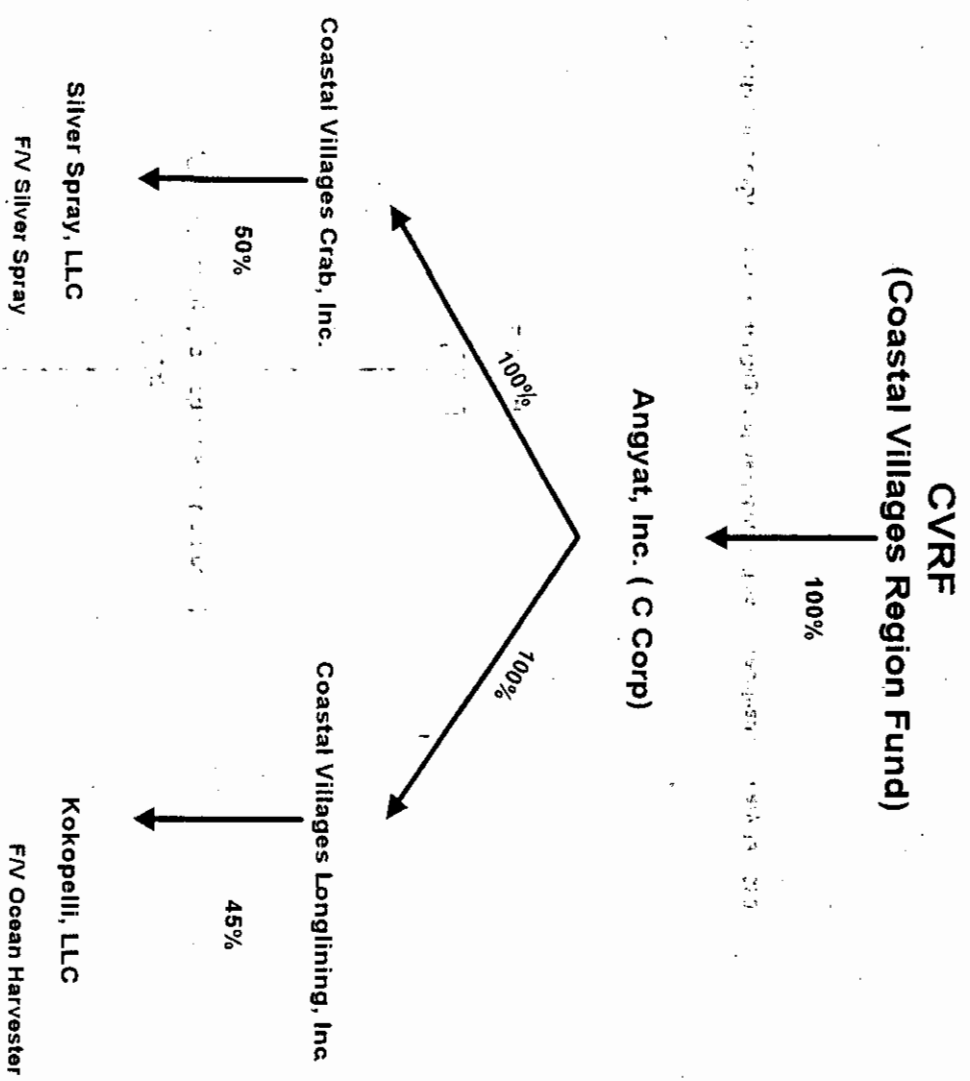 CVRF
(Coastal Villages Region Fund)
100%
Angyat, Inc. ( C Corp)
100%
100%
Coastal Villages Crab, Inc.
Coastal Villages Longlining, Inc
50%
45%
Silver Spray, LLC
Kokopelli, LLC
F/V Silver Spray
F/V Ocean Harvester